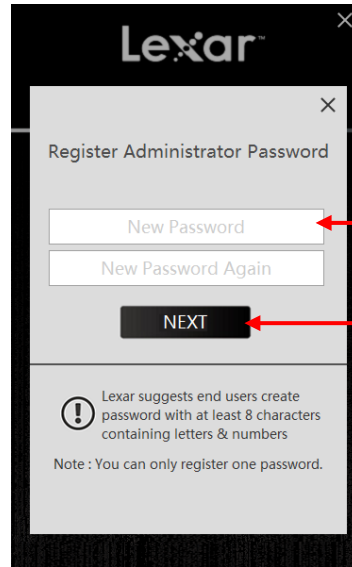 Lexar™
Register Administrator Password
New Password
New Password Again
NEXT
Lexar suggests end users create
password with at least 8 characters
containing letters & numbers
Note : You can only register one password.